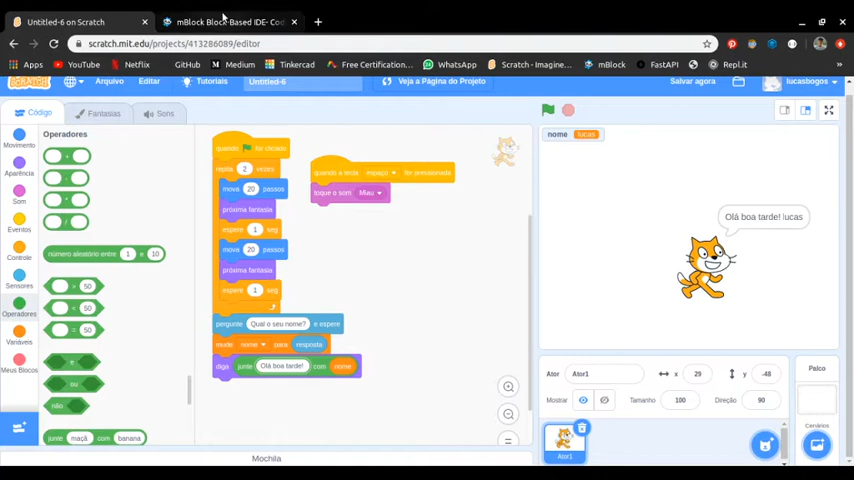 Untitled-6 on Scratch
mBlock Block-Based IDE- Cod
scratch.mit.edu/projects/413286089/editor
Apps YouTube Netflix GitHub Medium Tinkercad Free Certification... WhatsApp Scratch - Imagine... mBlock FastAPI Repl.it
Arquivo Editar Tutoriais Untitled-6 Veja a Página do Projeto Salvar agora lucasbogos
Código Fantasias Sons
Movimento
Aparência
Som
Eventos
Controle
Sensores
Operadores
Variáveis
Meus Blocos
Operadores
+
-
*
/
número aleatório entre 1 e 10
> 50
< 50
= 50
e
ou
não
junte maçã com banana
quando for clicado
repita 2 vezes
mova 20 passos
próxima fantasia
espere 1 seg
mova 20 passos
próxima fantasia
espere 1 seg
pergunte Qual o seu nome? e espere
mude nome para resposta
diga junte Olá boa tarde! com nome
quando a tecla espaço for pressionada
toque o som Miau
Mochila
nome lucas
Olá boa tarde! lucas
Ator Ator1 x 29 y -48
Mostrar Tamanho 100 Direção 90
Ator1
Palco
Cenários
1